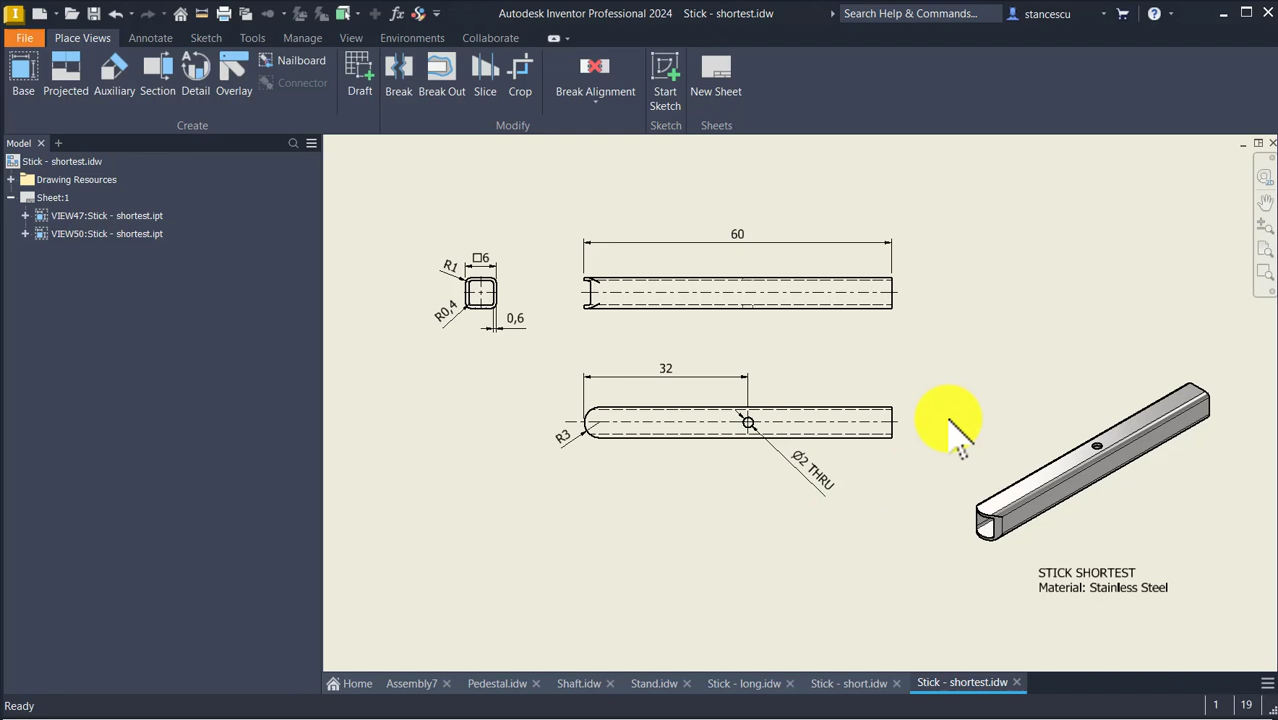 Autodesk Inventor Professional 2024 Stick - shortest.idw
Search Help & Commands...
stancescu
File Place Views Annotate Sketch Tools Manage View Environments Collaborate
Base Projected Auxiliary Section Detail Overlay
Nailboard
Connector
Draft
Break Break Out Slice Crop
Break Alignment
Start
Sketch
New Sheet
Create Modify Sketch Sheets
Model
Stick - shortest.idw
Drawing Resources
Sheet:1
VIEW47:Stick - shortest.ipt
VIEW50:Stick - shortest.ipt
60
□6
R1
R0,4
0,6
32
R3
Ø2 THRU
STICK SHORTEST
Material: Stainless Steel
Home Assembly7 Pedestal.idw Shaft.idw Stand.idw Stick - long.idw Stick - short.idw Stick - shortest.idw
Ready 1 19